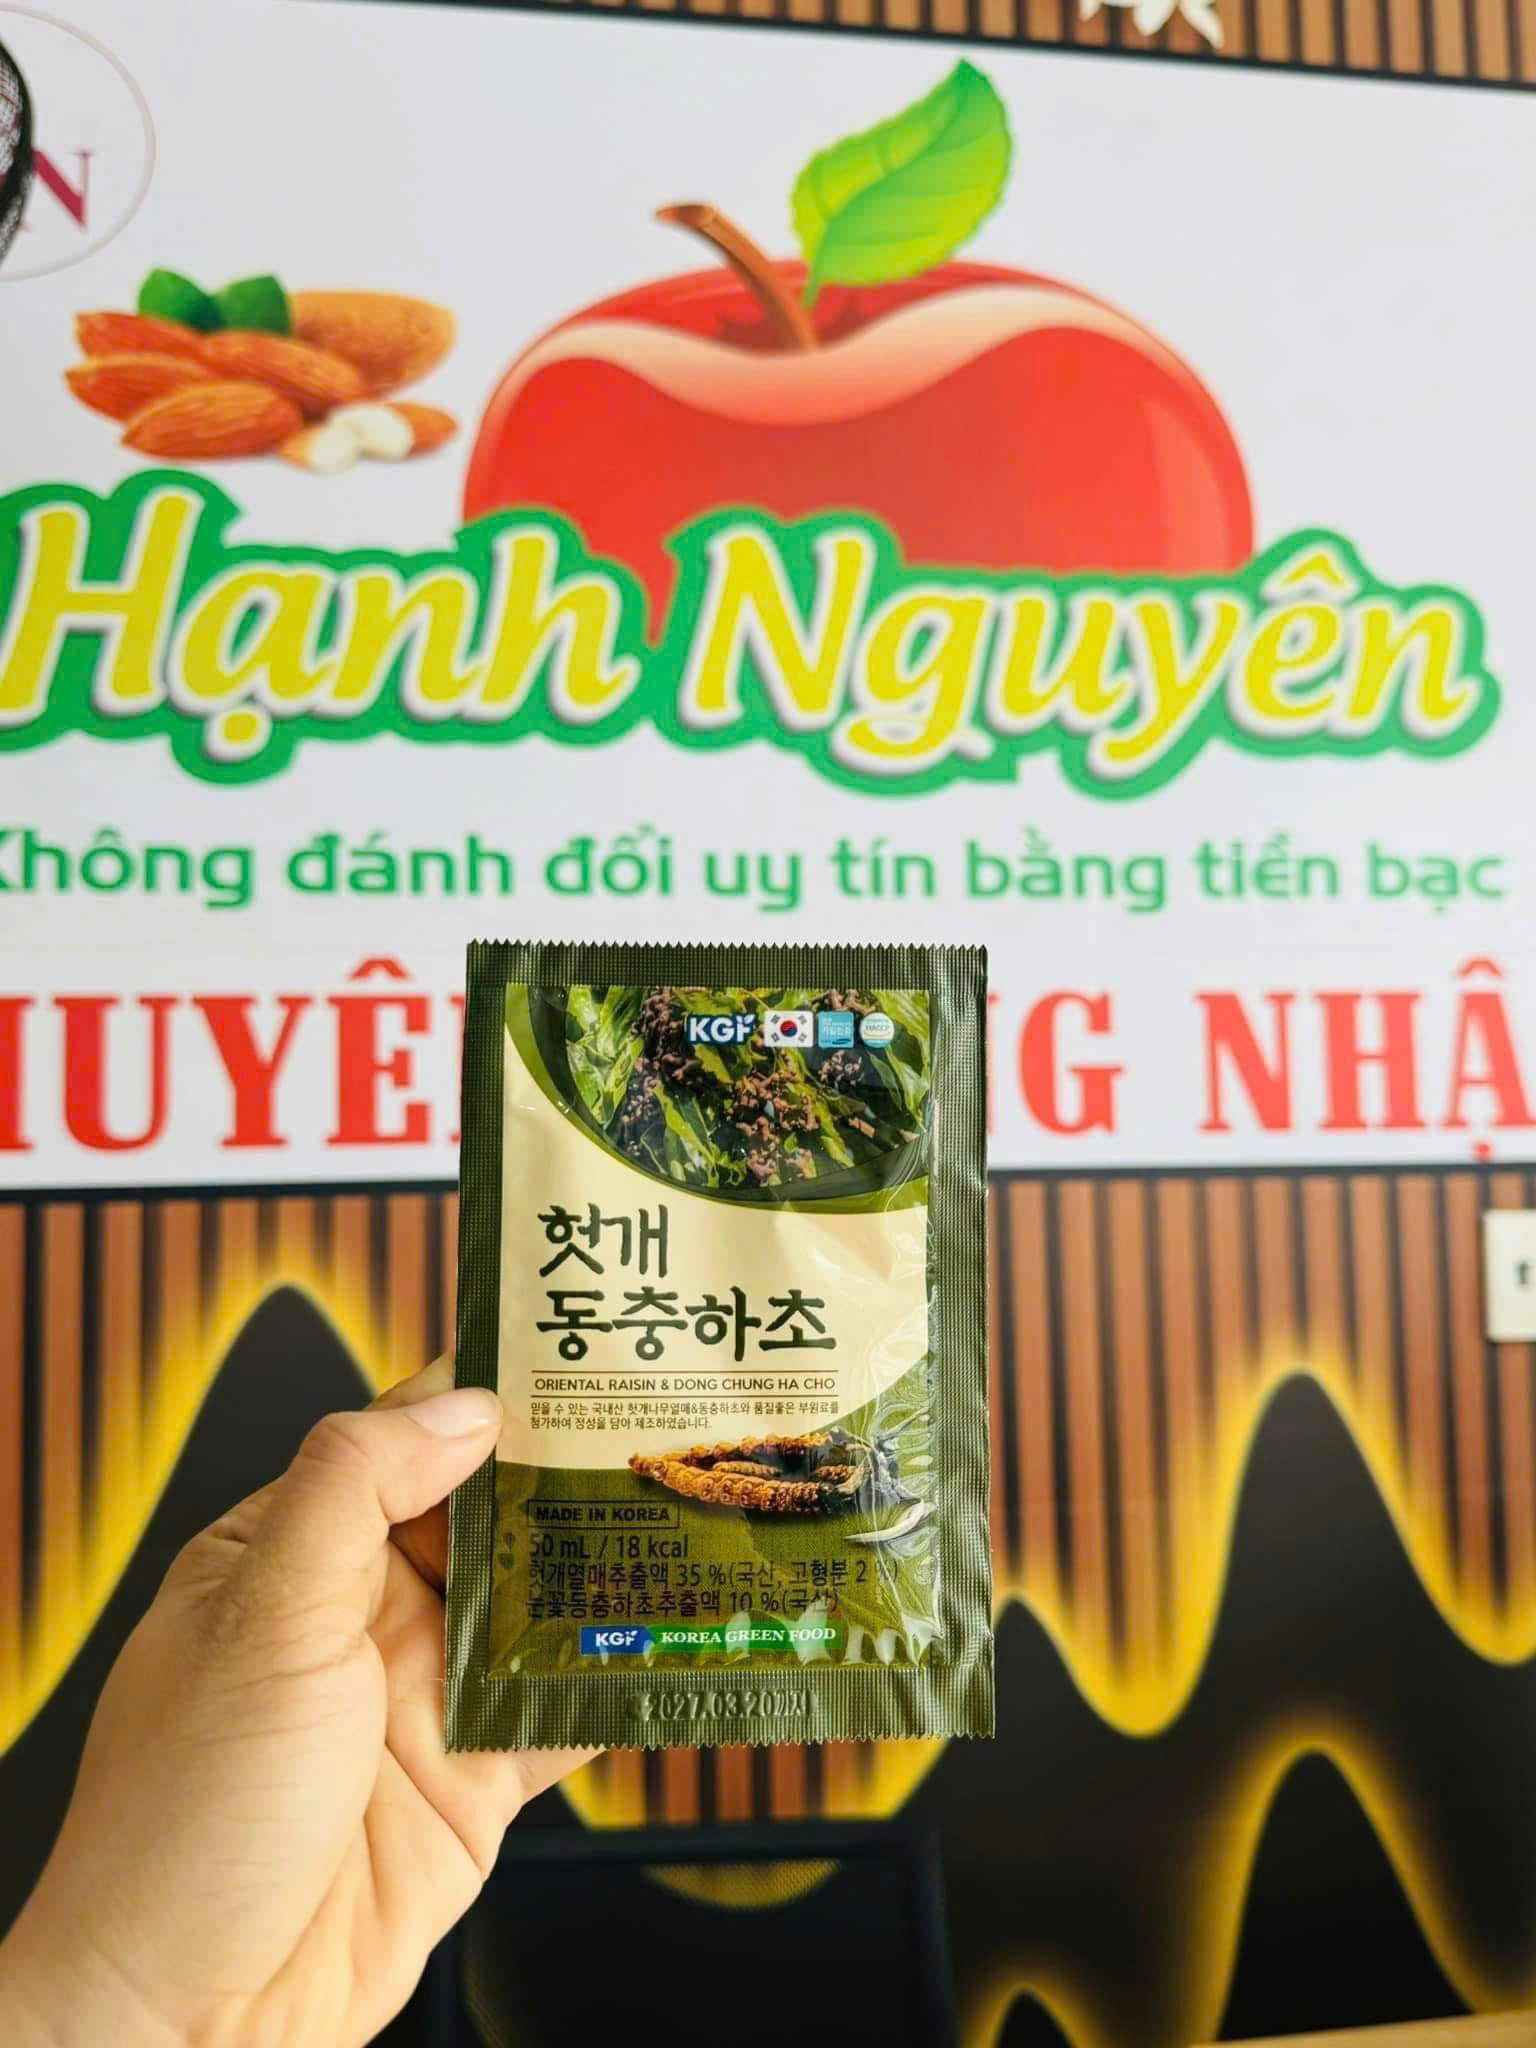 N
Hạnh Nguyên
Không đánh đổi uy tín bằng tiền bạc
NG NHẬ
KGF
HACCP
헛개
동충하초
ORIENTAL RAISIN & DONG CHUNG HA CHO
믿을 수 있는 국내산 헛개나무열매&동충하초와 품질좋은 부원료를
첨가하여 정성을 담아 제조하였습니다.
MADE IN KOREA
50 mL / 18 kcal
헛개열매추출액 35 %(국산, 고형분 2 %)
눈꽃동충하초추출액 10 %(국산)
KGF KOREA GREEN FOOD
2027.03.20까지